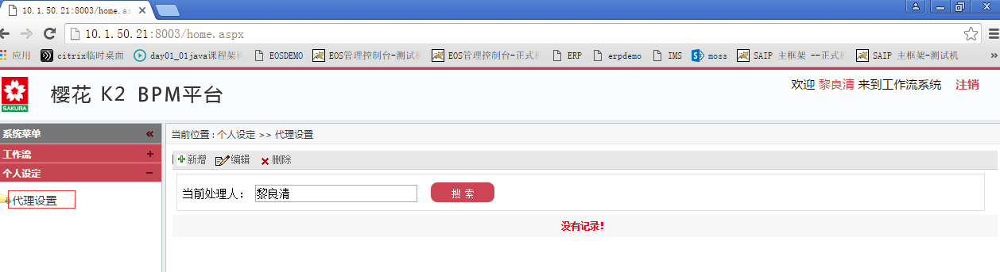 10.1.50.21:8003/home.as
10.1.50.21:8003/home.aspx
应用 citrix临时桌面 day01_01java课程架构 EOSDEMO EOS管理控制台-测试机 EOS管理控制台-正式机 ERP erpdemo IMS moss SAIP 主框架 --正式机 SAIP 主框架-测试机 »
SAKURA
樱花 K2 BPM平台
欢迎 黎良清 来到工作流系统 注销
系统菜单 «
当前位置 : 个人设定 >> 代理设置
工作流 +
新增 编辑 删除
个人设定 −
当前处理人： 黎良清 搜 索
代理设置
没有记录!